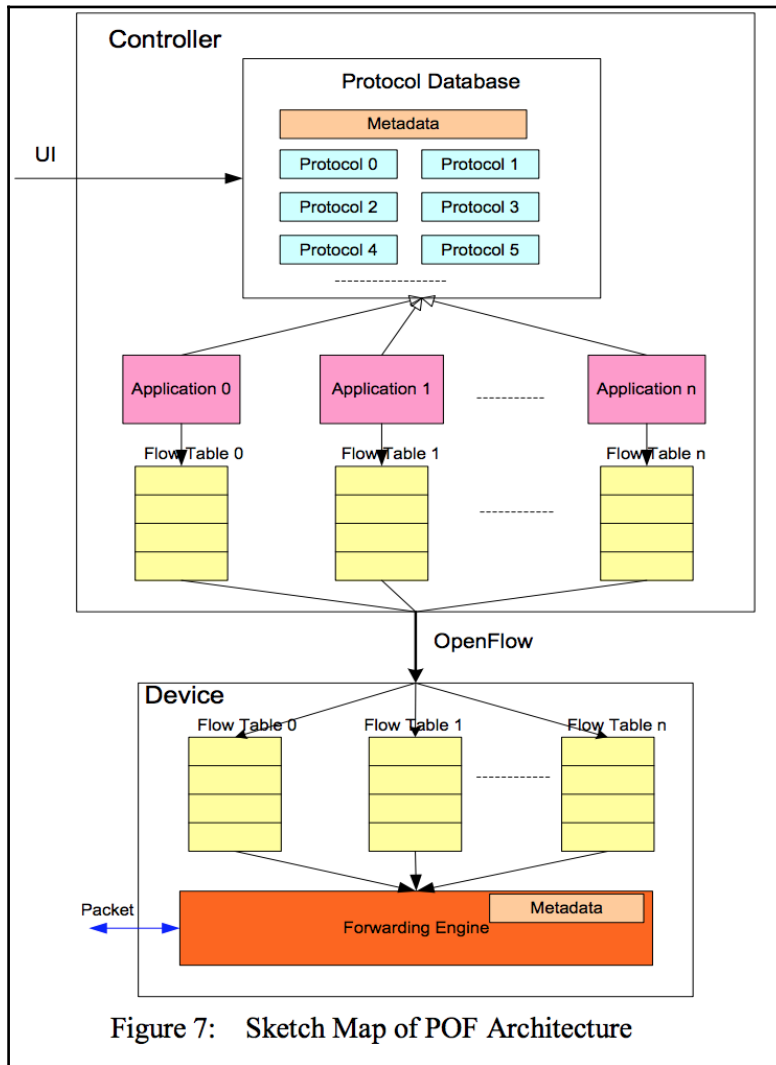 Controller
Protocol Database
Metadata
UI
Protocol 0 Protocol 1
Protocol 2 Protocol 3
Protocol 4 Protocol 5
Application 0 Application 1 Application n
Flow Table 0 Flow Table 1 Flow Table n
OpenFlow
Device
Flow Table 0 Flow Table 1 Flow Table n
Metadata
Packet
Forwarding Engine
Figure 7: Sketch Map of POF Architecture